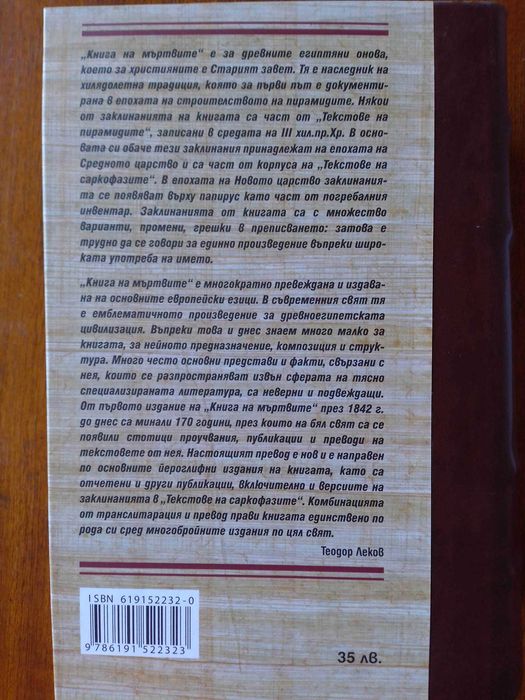 „Книга на мъртвите“ е за древните египтяни онова,
което за християните е Старият завет. Тя е наследник на
хилядолетна традиция, която за първи път е документи-
рана в епохата на строителството на пирамидите. Някои
от заклинанията на книгата са част от „Текстове на
пирамидите“, записани в средата на III хил.пр.Хр. В осно-
вата си обаче тези заклинания принадлежат на епохата на
Средното царство и са част от корпуса на „Текстове на
саркофазите“. В епохата на Новото царство заклинания-
та се появяват върху папирус като част от погребалния
инвентар. Заклинанията от книгата са с множество
варианти, промени, грешки в преписването: затова е
трудно да се говори за единно произведение въпреки широ-
ката употреба на името.
„Книга на мъртвите“ е многократно превеждана и издава-
на на основните европейски езици. В съвременния свят тя
е емблематичното произведение за древноегипетската
цивилизация. Въпреки това и днес знаем много малко за
книгата, за нейното предназначение, композиция и струк-
тура. Много често основни представи и факти, свързани с
нея, които се разпространяват извън сферата на тясно
специализираната литература, са неверни и подвеждащи.
От първото издание на „Книга на мъртвите“ през 1842 г.
до днес са минали 170 години, през които на бял свят са се
появили стотици проучвания, публикации и преводи на
текстовете от нея. Настоящият превод е нов и е направен
по основните йероглифни издания на книгата, като са
отчетени и други публикации, включително и версиите на
заклинанията в „Текстове на саркофазите“. Комбинацията
от транслитарация и превод прави книгата единствено по
рода си сред многобройните издания по цял свят.
Теодор Леков
ISBN 619152232-0
9 786191 522323
35 лв.